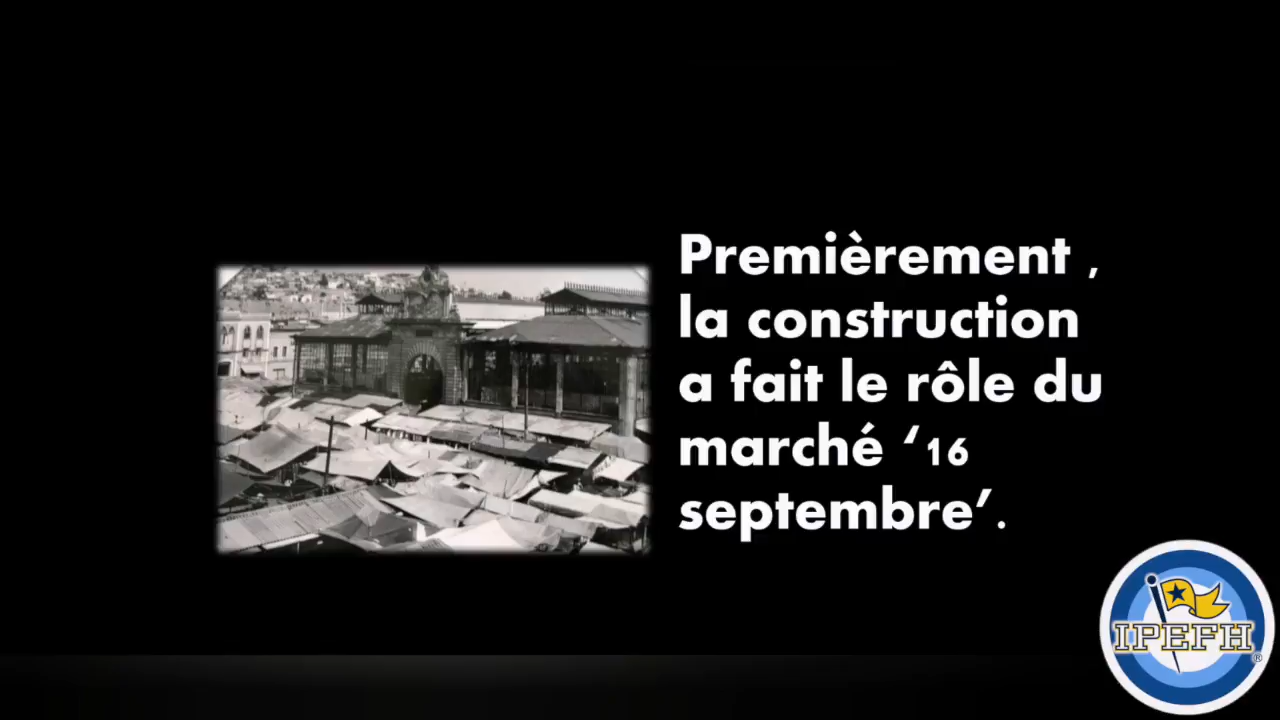 Premièrement ,
la construction
a fait le rôle du
marché ‘16
septembre’.
IPEFH
®